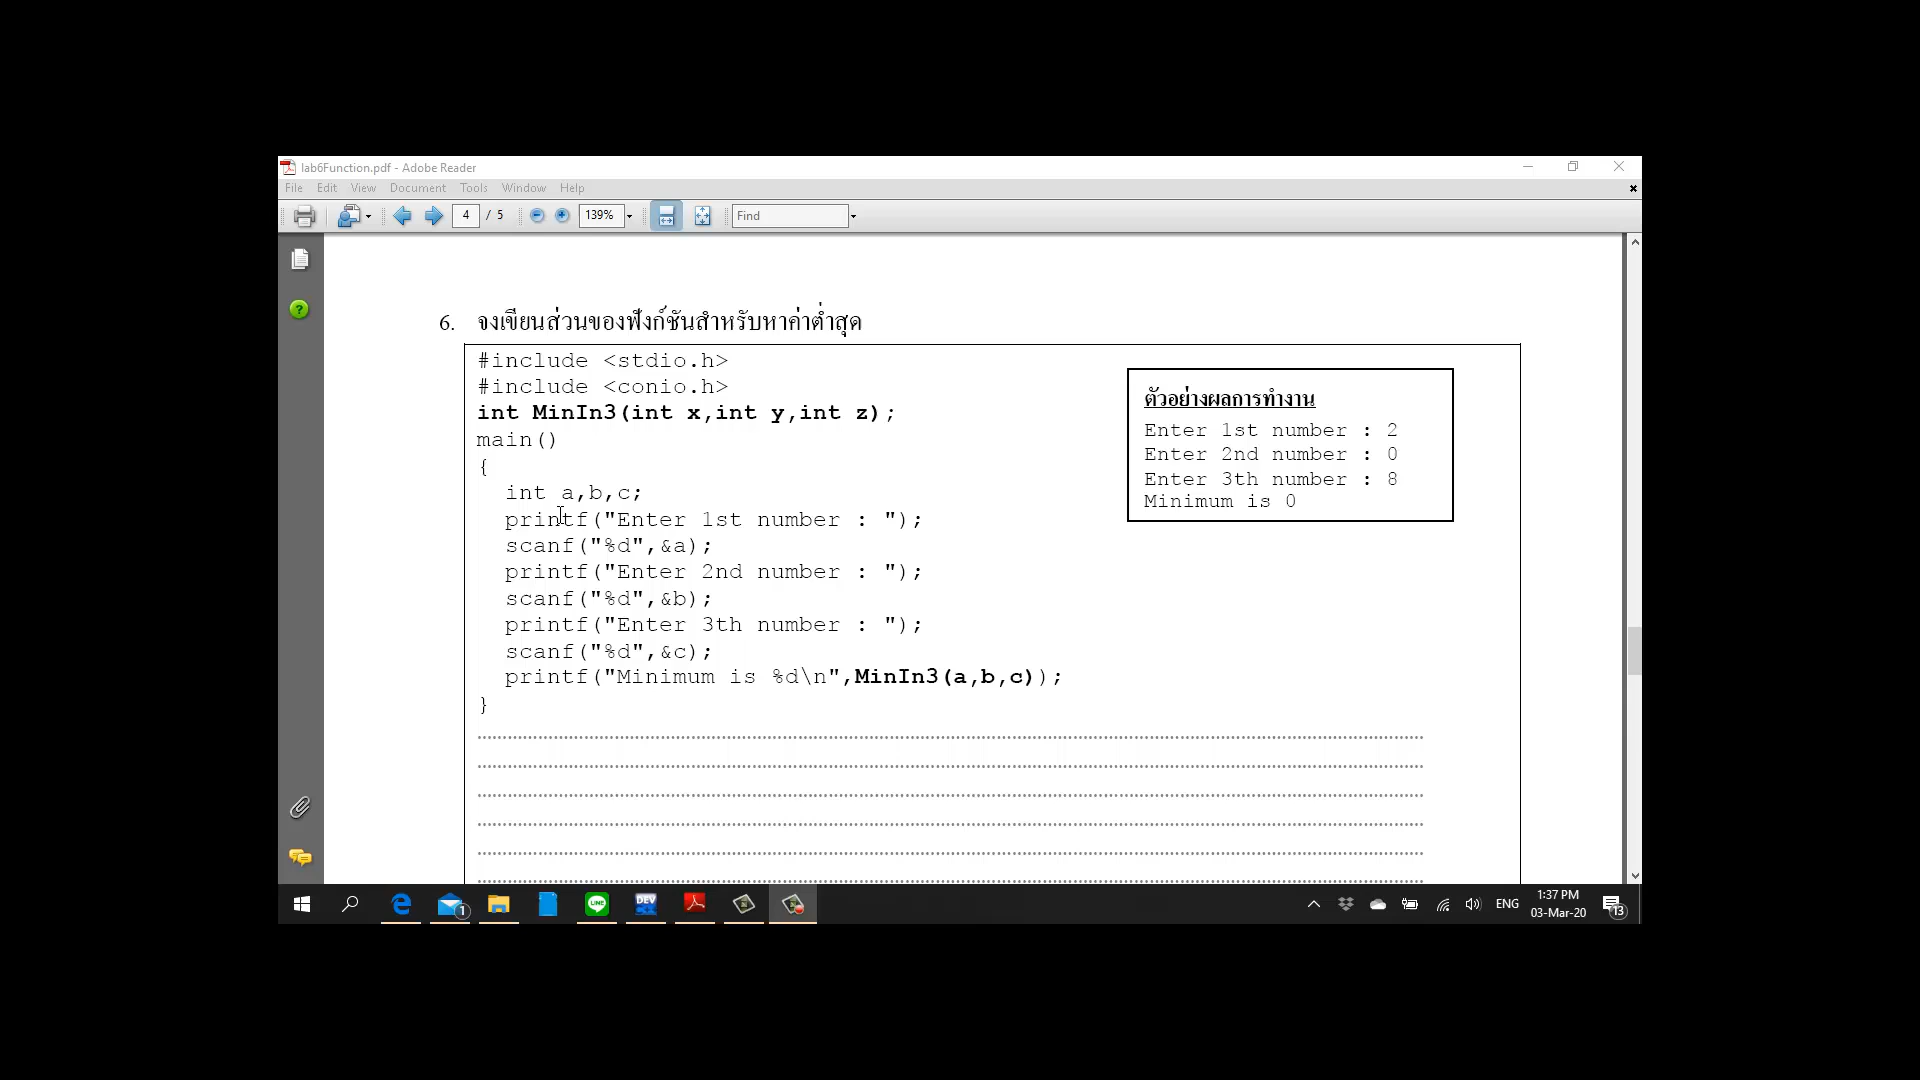 lab6Function.pdf - Adobe Reader
File Edit View Document Tools Window Help
4 / 5 139% Find
6. จงเขียนส่วนของฟังก์ชันสำหรับหาค่าต่ำสุด
#include <stdio.h>
#include <conio.h>
int MinIn3(int x,int y,int z);
main()
{
int a,b,c;
printf("Enter 1st number : ");
scanf("%d",&a);
printf("Enter 2nd number : ");
scanf("%d",&b);
printf("Enter 3th number : ");
scanf("%d",&c);
printf("Minimum is %d\n",MinIn3(a,b,c));
}
ตัวอย่างผลการทำงาน
Enter 1st number : 2
Enter 2nd number : 0
Enter 3th number : 8
Minimum is 0
1
LINE
DEV
ENG
1:37 PM
03-Mar-20
13